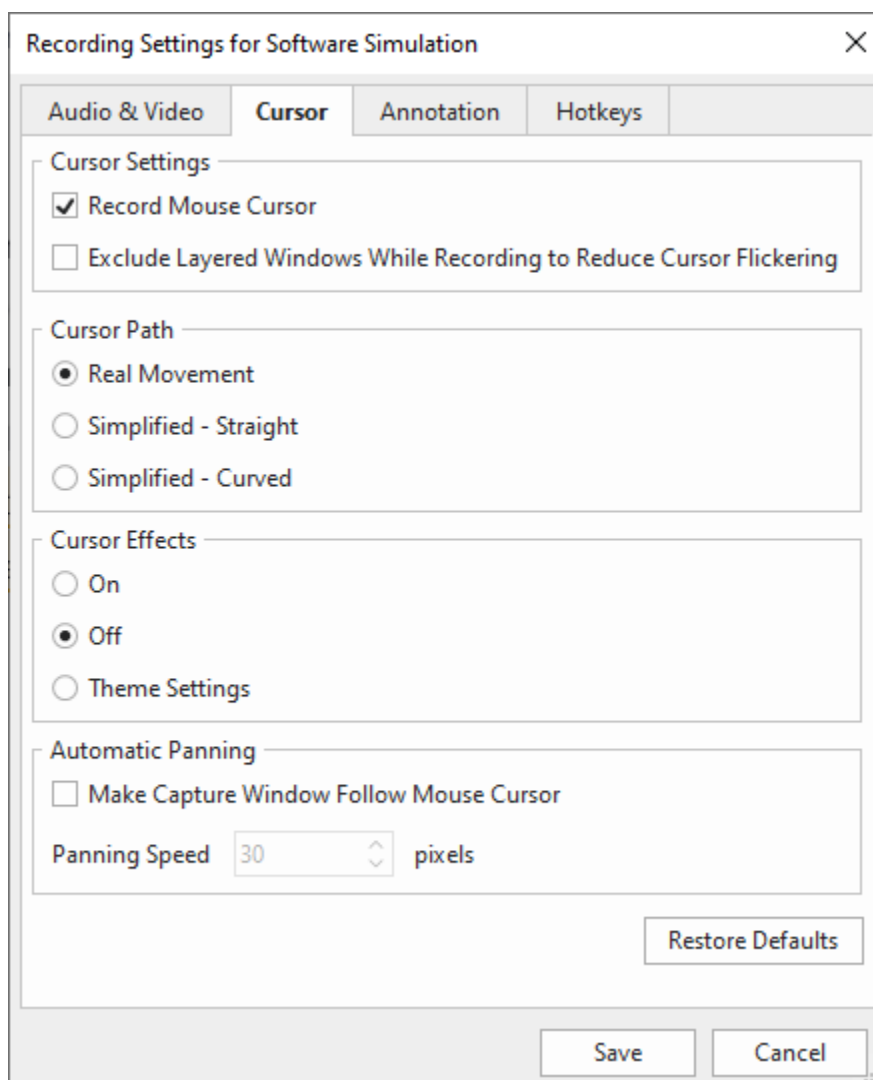 Recording Settings for Software Simulation
Audio & Video Cursor Annotation Hotkeys
Cursor Settings
Record Mouse Cursor
Exclude Layered Windows While Recording to Reduce Cursor Flickering
Cursor Path
Real Movement
Simplified - Straight
Simplified - Curved
Cursor Effects
On
Off
Theme Settings
Automatic Panning
Make Capture Window Follow Mouse Cursor
Panning Speed 30 pixels
Restore Defaults
Save Cancel